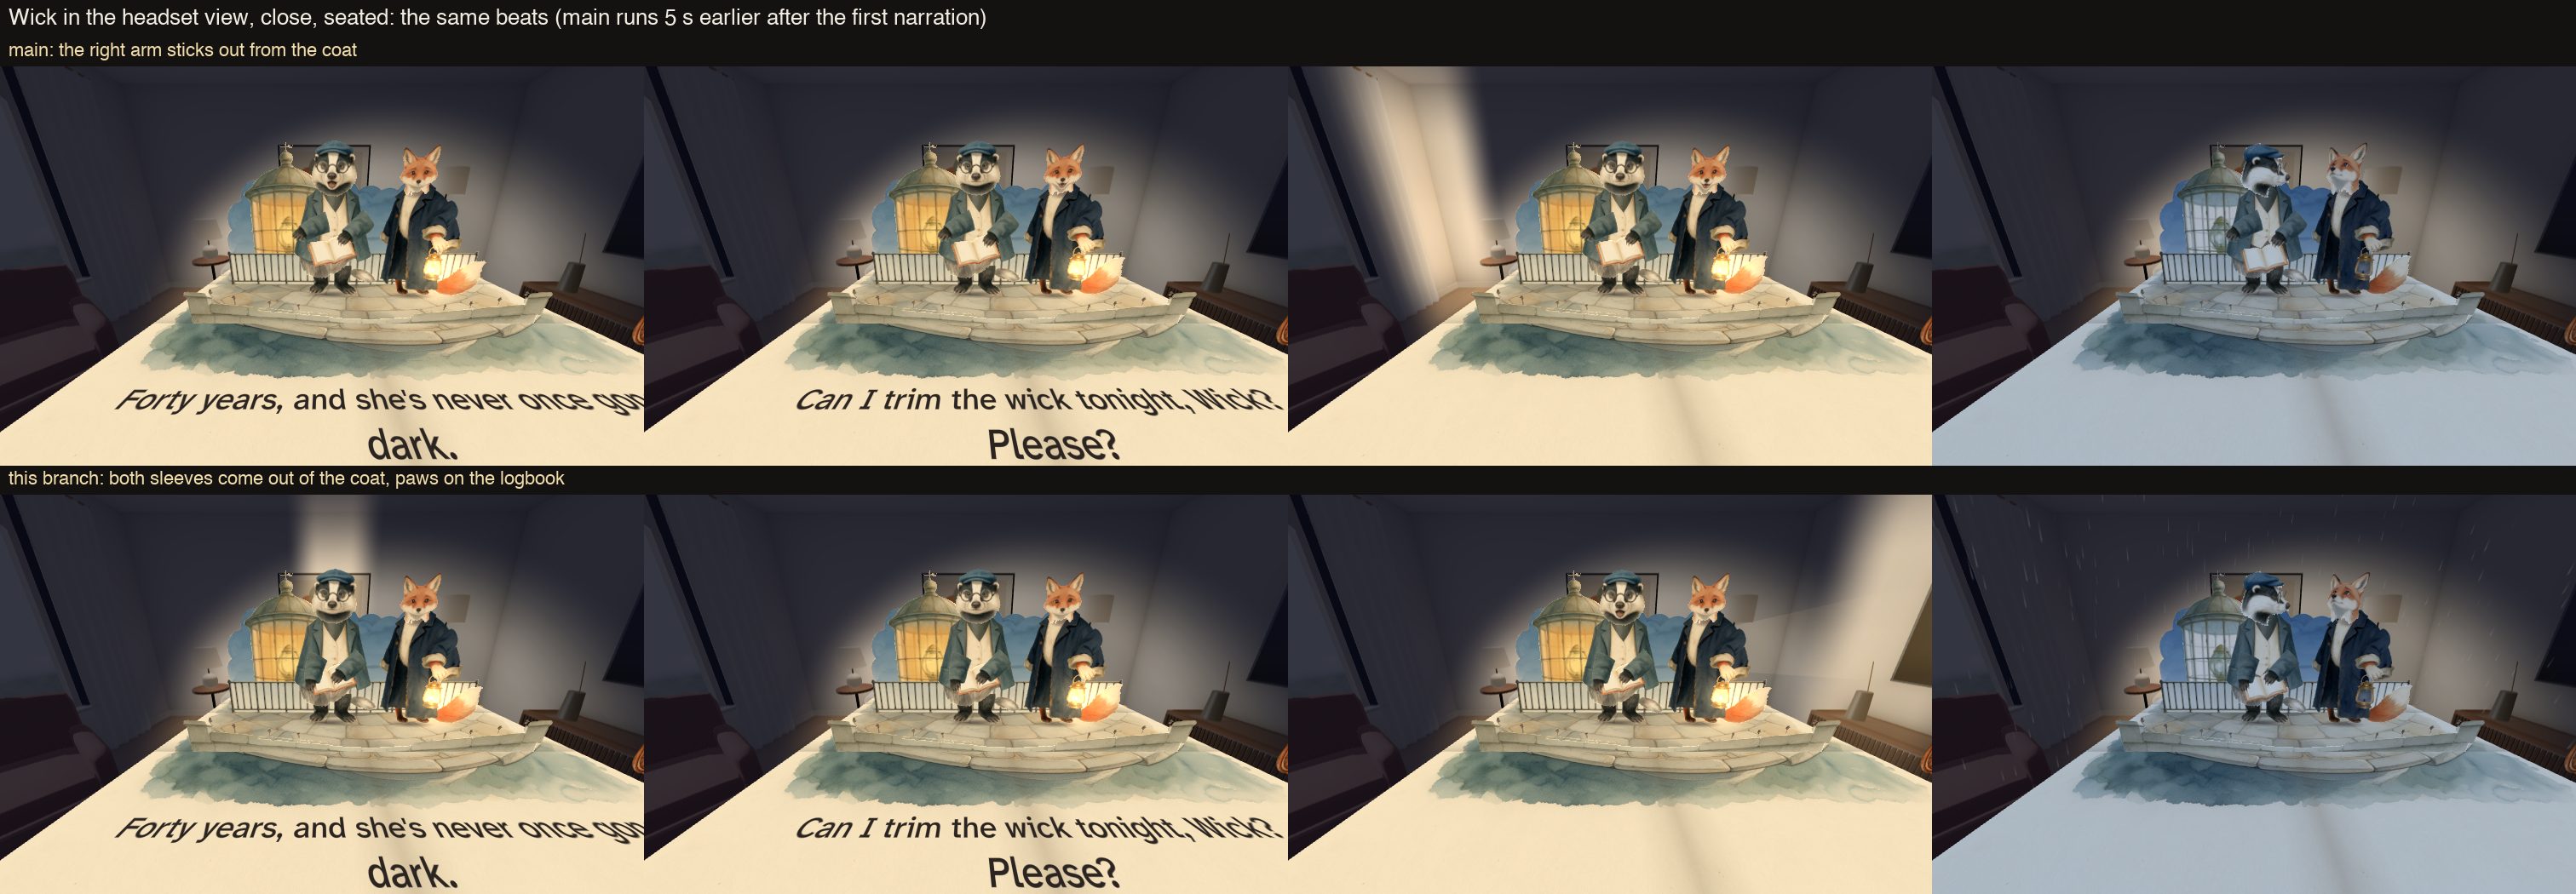 Wick in the headset view, close, seated: the same beats (main runs 5 s earlier after the first narration)
main: the right arm sticks out from the coat
Forty years, and she's never once gon
dark.
Can I trim the wick tonight, Wick?
Please?
this branch: both sleeves come out of the coat, paws on the logbook
Forty years, and she's never once gon
dark.
Can I trim the wick tonight, Wick?
Please?